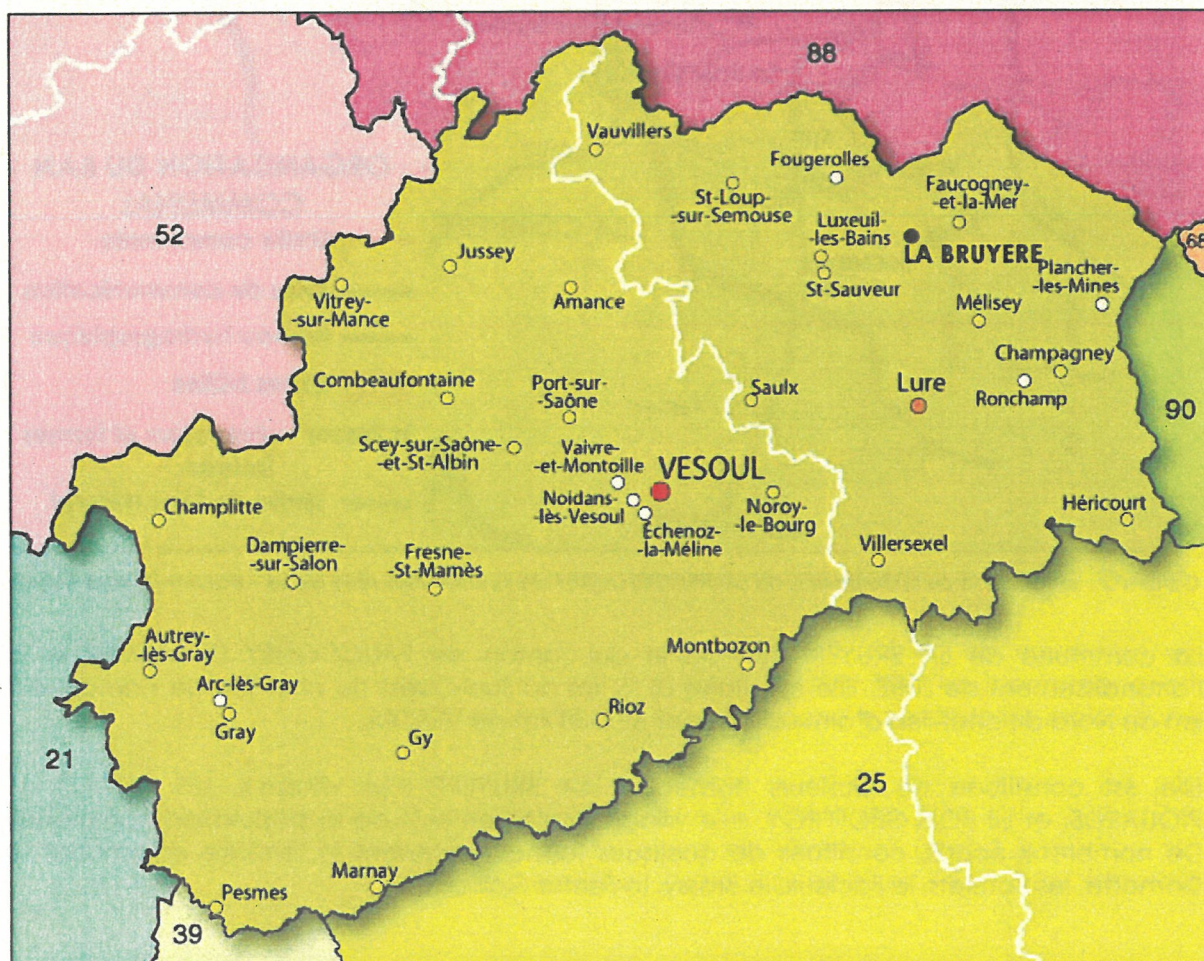 88
Vauvillers
Fougerolles
St-Loup-
-sur-Semouse
Faucogney-
-et-la-Mer
Luxeuil-
-les-Bains
LA BRUYERE
68
52
Jussey
St-Sauveur
Plancher-
-les-Mines
Vitrey-
-sur-Mance
Amance
Mélisey
Champagney
Combeaufontaine
Port-sur-
-Saône
Saulx
Lure
Ronchamp
90
Scey-sur-Saône-
-et-St-Albin
Vaivre-
-et-Montoille
VESOUL
Noidans-
-lès-Vesoul
Noroy-
-le-Bourg
Héricourt
Champlitte
Echenoz-
-la-Méline
Dampierre-
-sur-Salon
Fresne-
-St-Mamès
Villersexel
Autrey-
-lès-Gray
Montbozon
Arc-lès-Gray
Gray
Rioz
Gy
21
25
Marnay
Pesmes
39